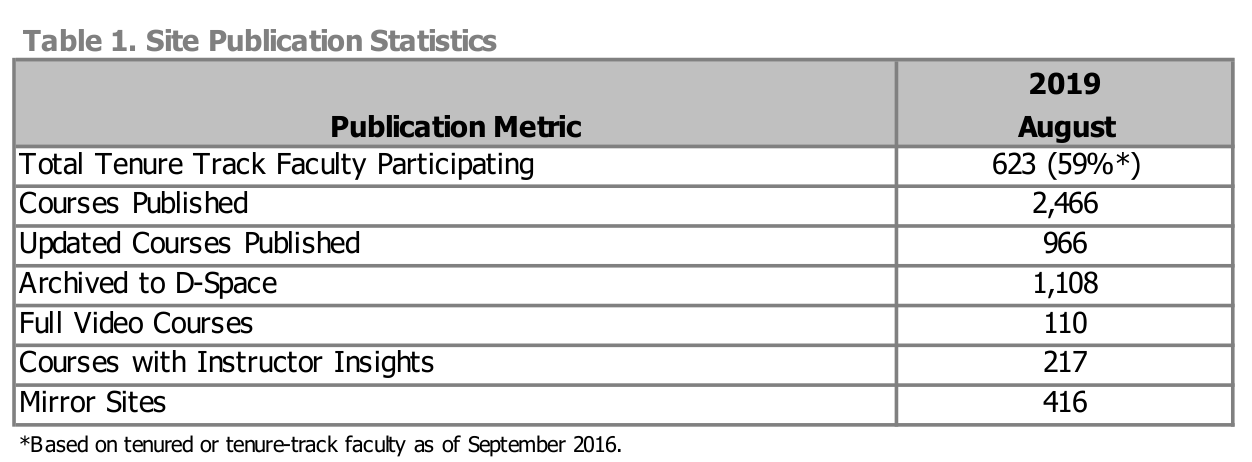 Table 1. Site Publication Statistics
Publication Metric 2019 August
Total Tenure Track Faculty Participating 623 (59%*)
Courses Published 2,466
Updated Courses Published 966
Archived to D-Space 1,108
Full Video Courses 110
Courses with Instructor Insights 217
Mirror Sites 416
*Based on tenured or tenure-track faculty as of September 2016.